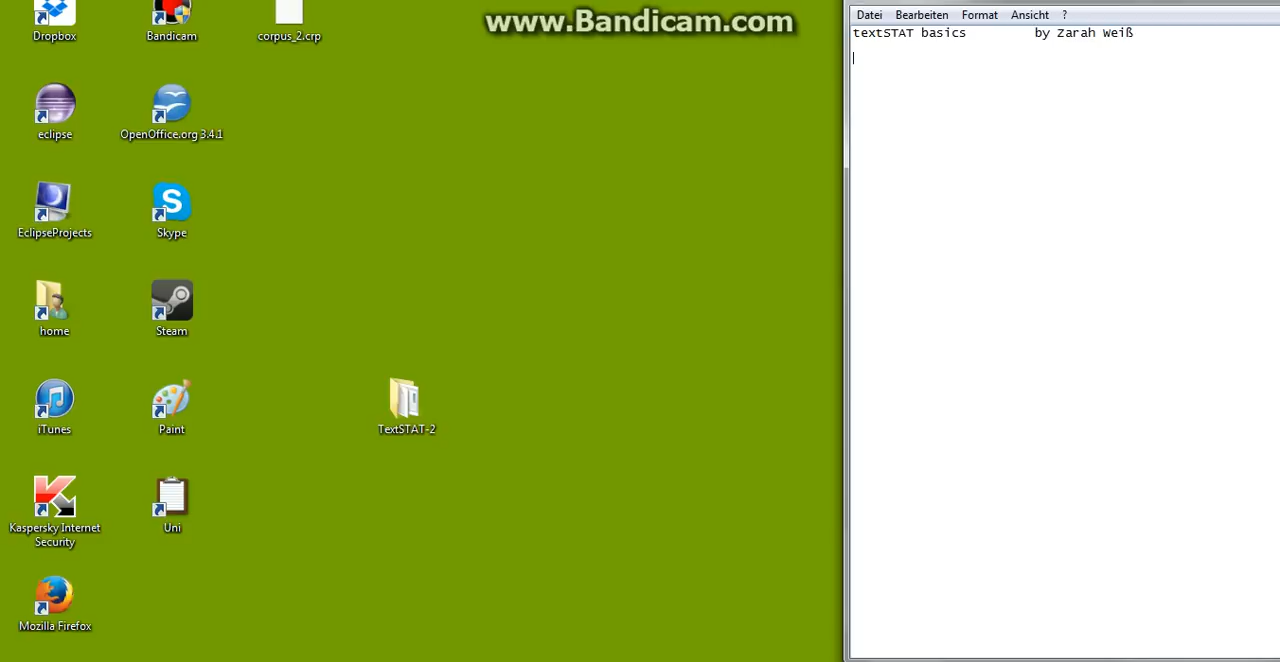 www.Bandicam.com
Dropbox
Bandicam
corpus_2.crp
eclipse
OpenOffice.org 3.4.1
EclipseProjects
Skype
home
Steam
iTunes
Paint
TextSTAT-2
Kaspersky Internet
Security
Uni
Mozilla Firefox
Datei Bearbeiten Format Ansicht ?
textSTAT basics by Zarah Weiß